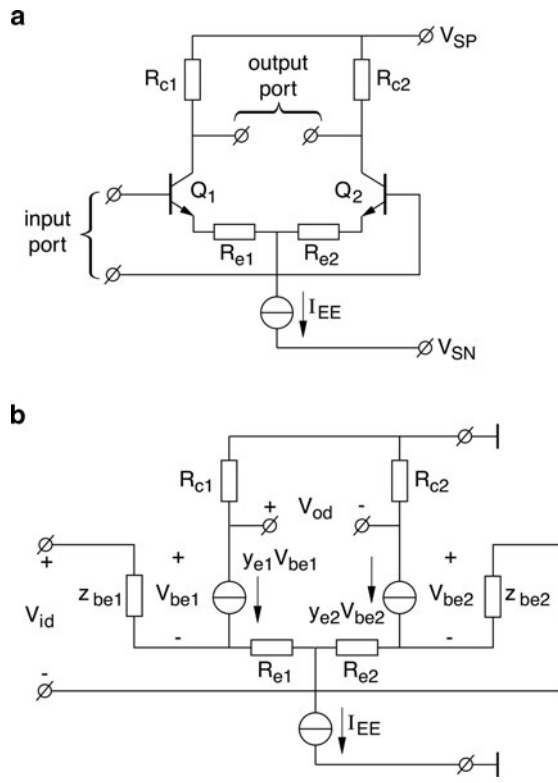 a
V_SP
R_c1 output port R_c2
Q_1 Q_2
input port
R_e1 R_e2
I_EE
V_SN
b
R_c1 R_c2
+ V_od -
+ + y_e1V_be1 +
z_be1 V_be1 V_be2 z_be2
V_id y_e2V_be2
- -
R_e1 R_e2
-
I_EE